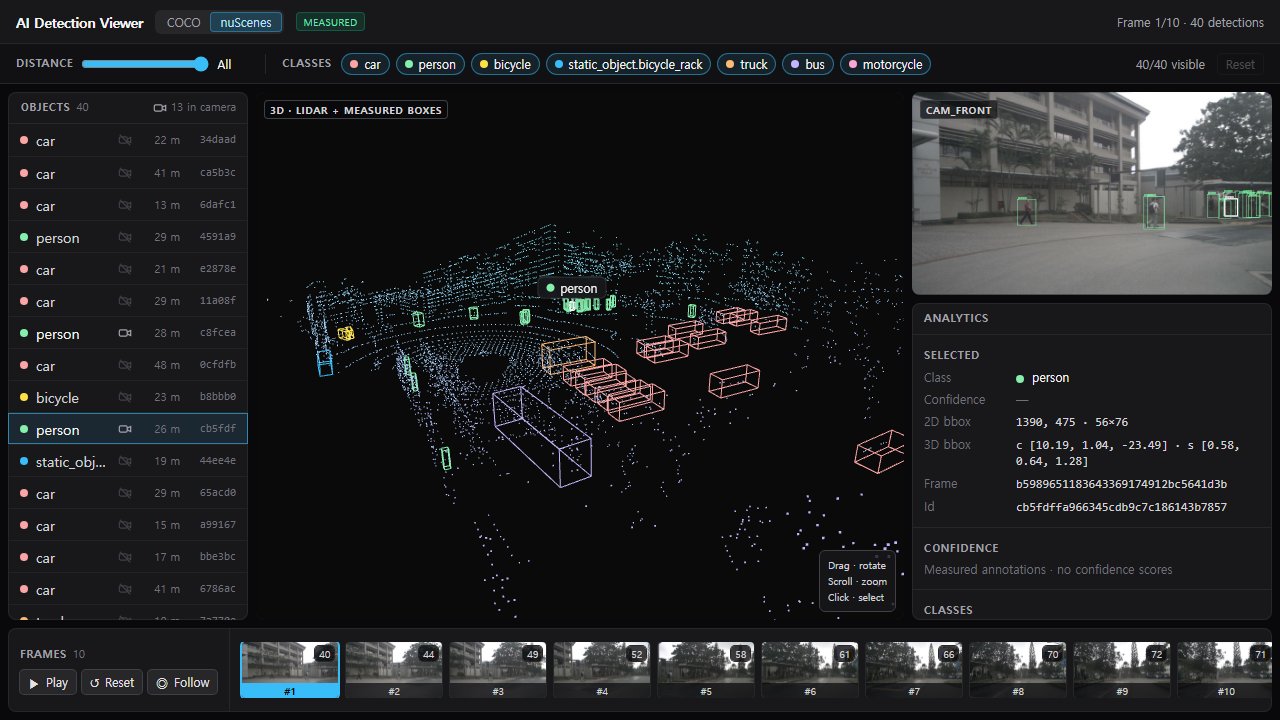 AI Detection Viewer COCO nuScenes MEASURED Frame 1/10 · 40 detections
DISTANCE All CLASSES car person bicycle static_object.bicycle_rack truck bus motorcycle 40/40 visible Reset
OBJECTS 40 13 in camera
car 22 m 34daad
car 41 m ca5b3c
car 13 m 6dafc1
person 29 m 4591a9
car 21 m e2878e
car 29 m 11a08f
person 28 m c8fcea
car 48 m 0cfdfb
bicycle 23 m b8bbb0
person 26 m cb5fdf
static_obj... 19 m 44ee4e
car 29 m 65acd0
car 15 m a99167
car 17 m bbe3bc
car 41 m 6786ac
3D · LIDAR + MEASURED BOXES
person
Drag · rotate
Scroll · zoom
Click · select
CAM_FRONT
ANALYTICS
SELECTED
Class person
Confidence —
2D bbox 1390, 475 · 56×76
3D bbox c [10.19, 1.04, -23.49] · s [0.58,
0.64, 1.28]
Frame b5989651183643369174912bc5641d3b
Id cb5fdffa966345cdb9c7c186143b7857
CONFIDENCE
Measured annotations · no confidence scores
CLASSES
FRAMES 10
Play Reset Follow
40 44 49 52 58 61 66 70 72 71
#1 #2 #3 #4 #5 #6 #7 #8 #9 #10